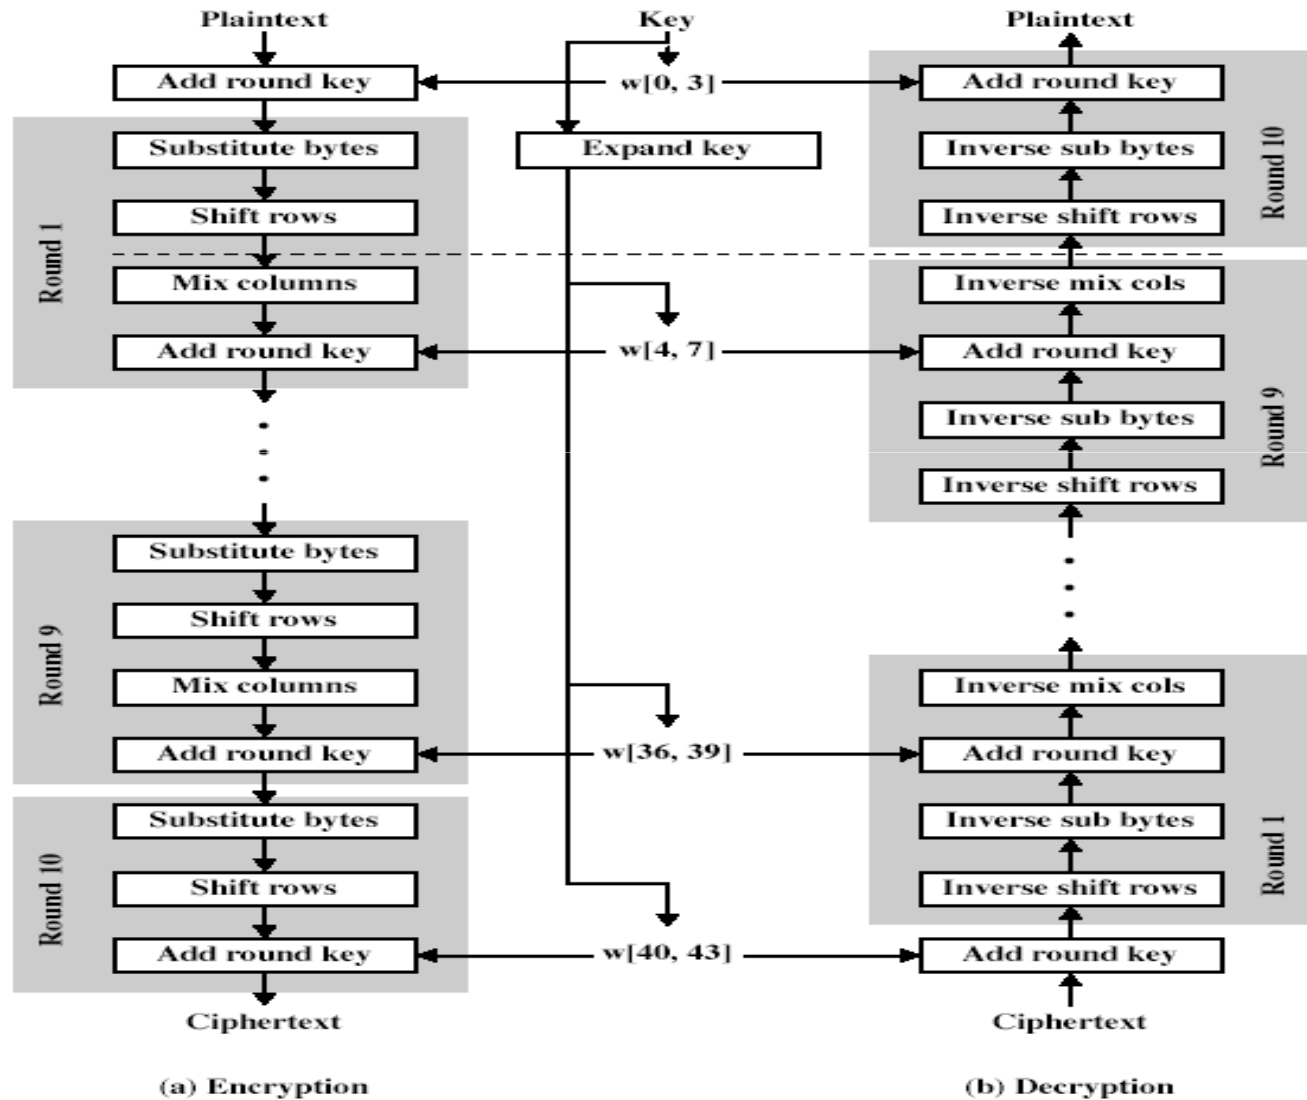 Plaintext
Key
Plaintext
Add round key
w[0, 3]
Add round key
Substitute bytes
Expand key
Inverse sub bytes
Shift rows
Inverse shift rows
Round 1
Round 10
Mix columns
Inverse mix cols
Add round key
w[4, 7]
Add round key
Inverse sub bytes
Inverse shift rows
Round 9
Substitute bytes
Shift rows
Mix columns
Inverse mix cols
Round 9
Add round key
w[36, 39]
Add round key
Substitute bytes
Inverse sub bytes
Shift rows
Inverse shift rows
Round 10
Round 1
Add round key
w[40, 43]
Add round key
Ciphertext
Ciphertext
(a) Encryption
(b) Decryption